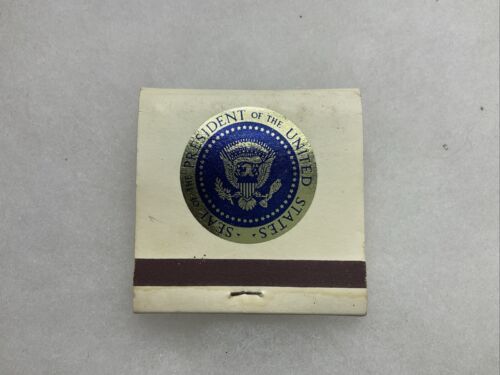 SEAL OF THE PRESIDENT OF THE UNITED STATES